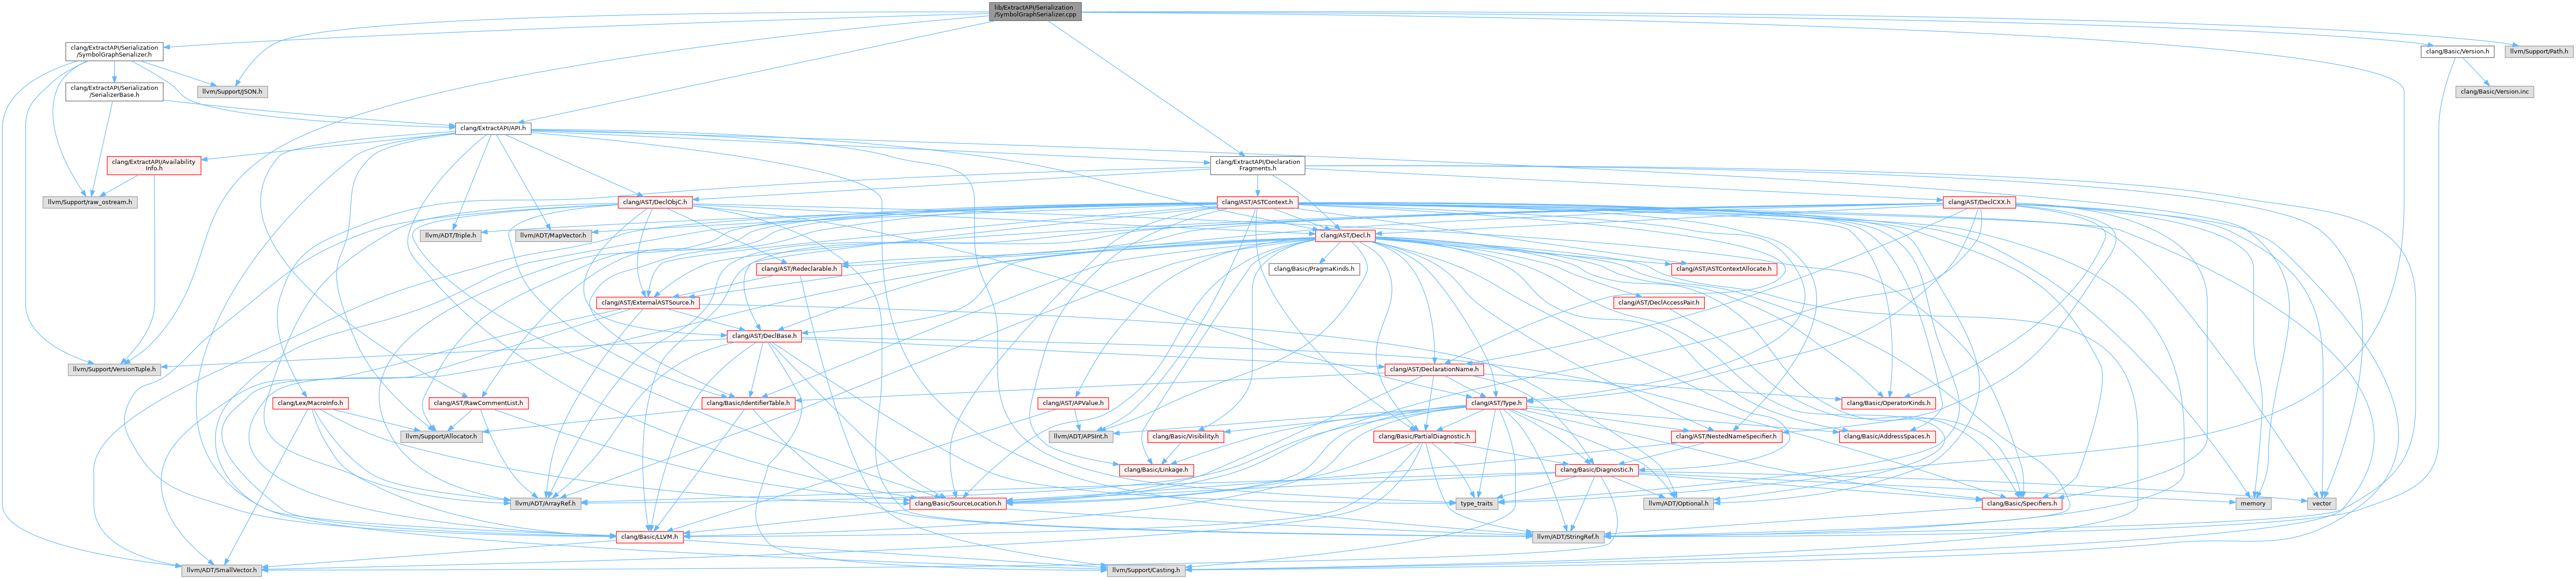 lib/ExtractAPI/Serialization
/SymbolGraphSerializer.cpp
clang/ExtractAPI/Serialization
/SymbolGraphSerializer.h
clang/Basic/Version.h
llvm/Support/Path.h
clang/ExtractAPI/Serialization
/SerializerBase.h
llvm/Support/JSON.h
clang/Basic/Version.inc
clang/ExtractAPI/API.h
clang/ExtractAPI/Availability
Info.h
clang/ExtractAPI/Declaration
Fragments.h
llvm/Support/raw_ostream.h
clang/AST/DeclObjC.h
clang/AST/ASTContext.h
clang/AST/DeclCXX.h
llvm/ADT/Triple.h
llvm/ADT/MapVector.h
clang/AST/Decl.h
clang/AST/Redeclarable.h
clang/Basic/PragmaKinds.h
clang/AST/ASTContextAllocate.h
clang/AST/ExternalASTSource.h
clang/AST/DeclAccessPair.h
clang/AST/DeclBase.h
llvm/Support/VersionTuple.h
clang/AST/DeclarationName.h
clang/Lex/MacroInfo.h
clang/AST/RawCommentList.h
clang/Basic/IdentifierTable.h
clang/AST/APValue.h
clang/AST/Type.h
clang/Basic/OperatorKinds.h
llvm/Support/Allocator.h
llvm/ADT/APSInt.h
clang/Basic/Visibility.h
clang/Basic/PartialDiagnostic.h
clang/AST/NestedNameSpecifier.h
clang/Basic/AddressSpaces.h
clang/Basic/Linkage.h
clang/Basic/Diagnostic.h
llvm/ADT/ArrayRef.h
clang/Basic/SourceLocation.h
type_traits
llvm/ADT/Optional.h
clang/Basic/Specifiers.h
memory
vector
clang/Basic/LLVM.h
llvm/ADT/StringRef.h
llvm/ADT/SmallVector.h
llvm/Support/Casting.h